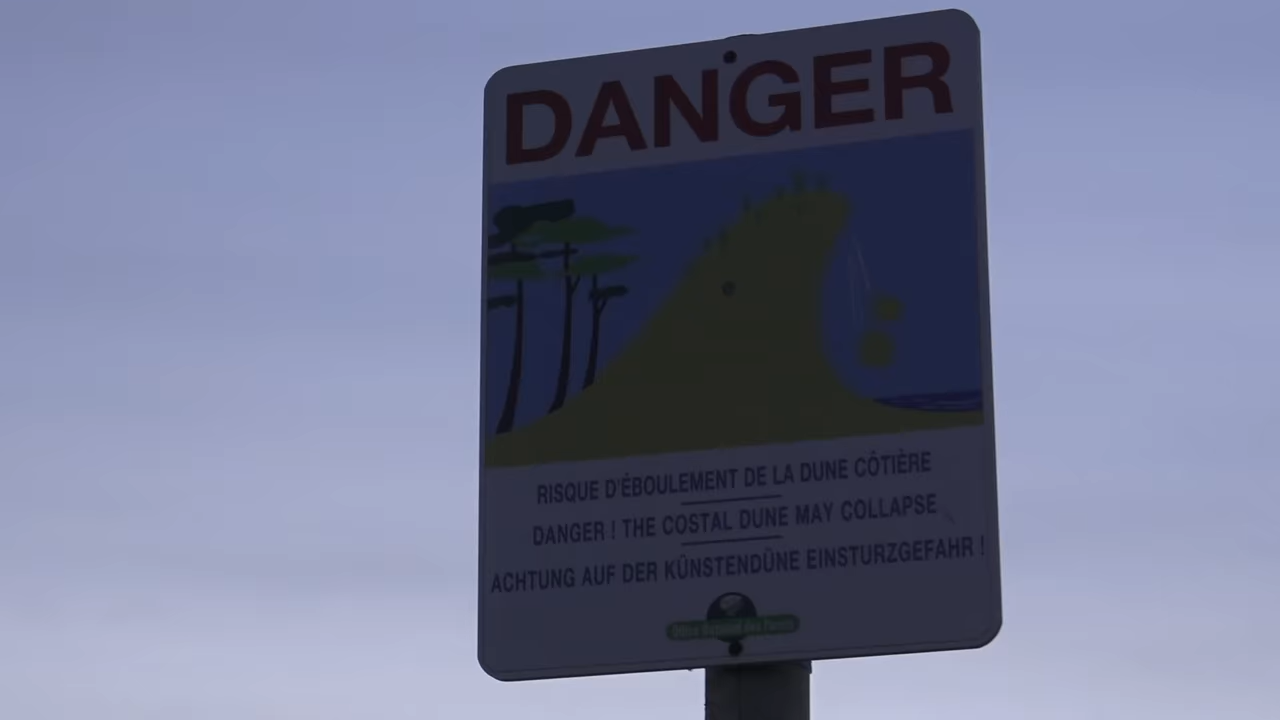 DANGER
RISQUE D'ÉBOULEMENT DE LA DUNE CÔTIÈRE
DANGER ! THE COSTAL DUNE MAY COLLAPSE
ACHTUNG AUF DER KÜNSTENDÜNE EINSTURZGEFAHR !